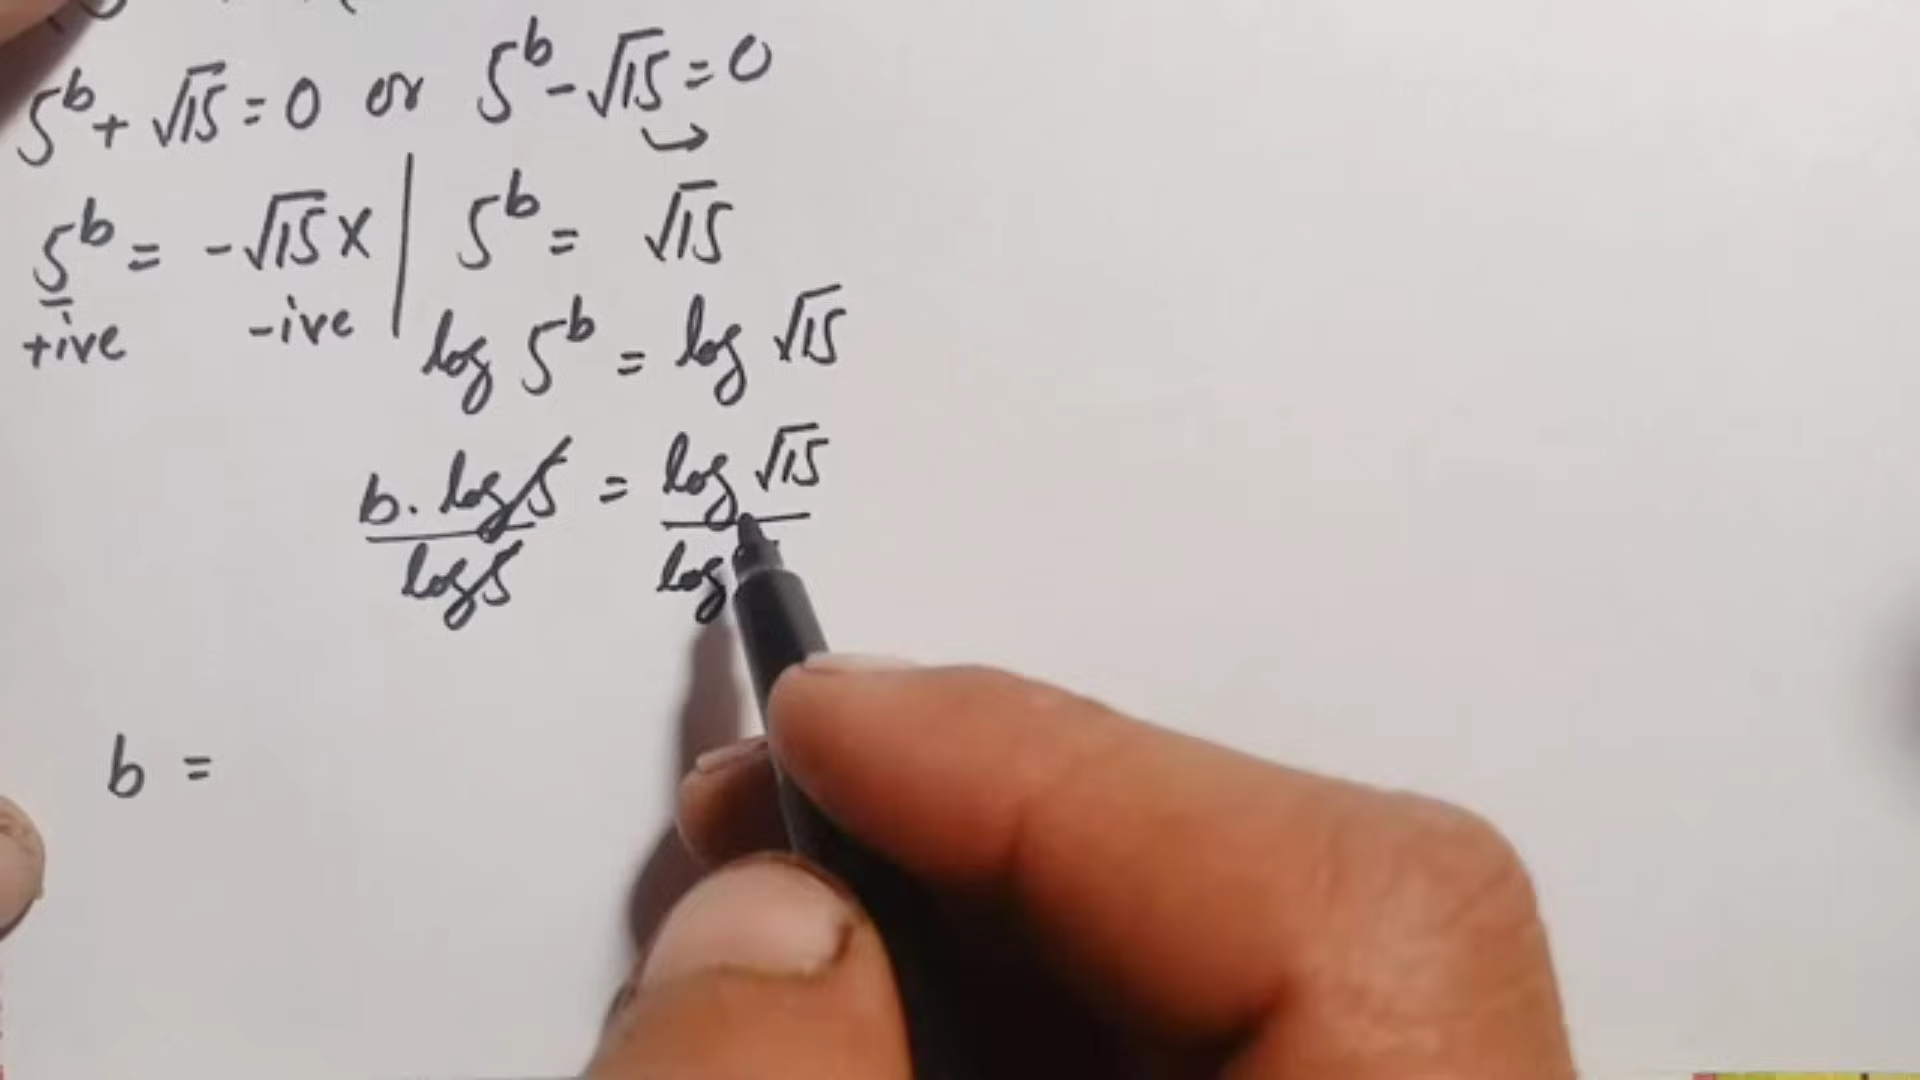 5^b + √15 = 0 or 5^b - √15 = 0
5^b = -√15 x | 5^b = √15
+ive -ive
log 5^b = log √15
b. log5 = log √15
log5 log
b =